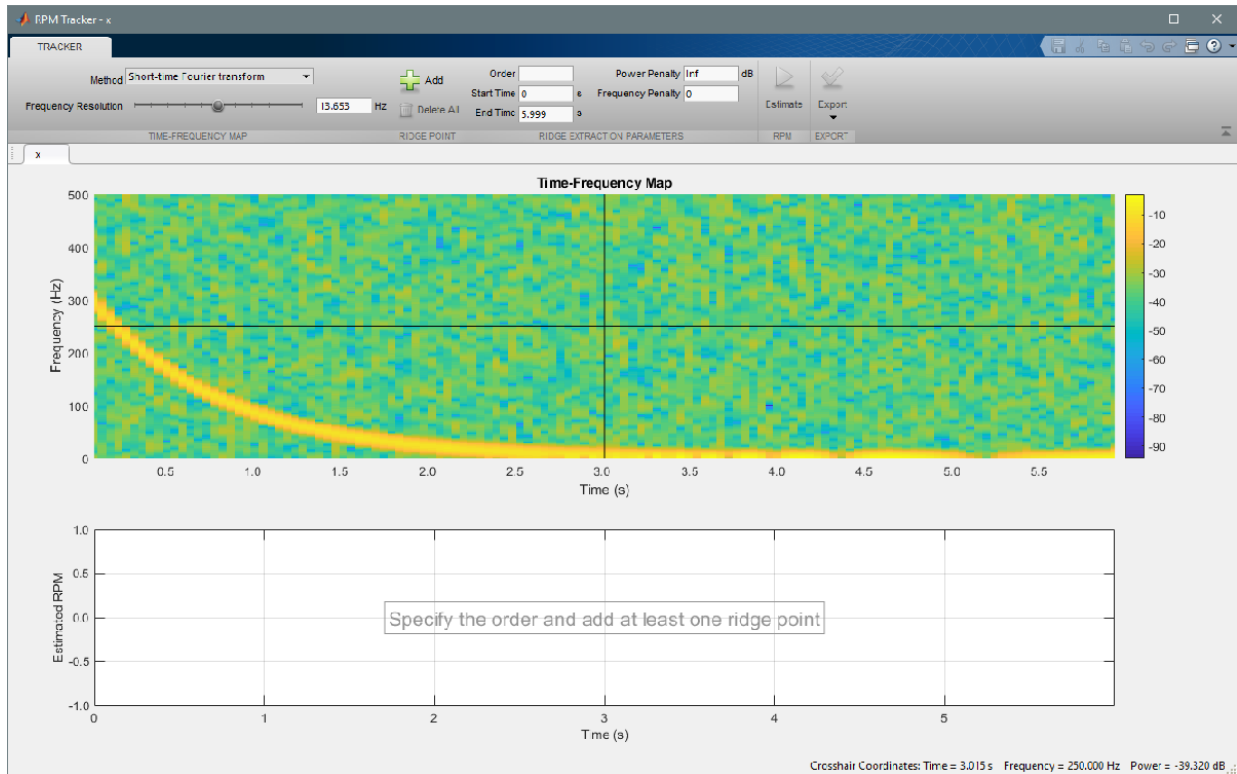 RPM Tracker - x
TRACKER
Method Short-time Fourier transform
Frequency Resolution 13.653 Hz
TIME-FREQUENCY MAP
Add
Delete All
RIDGE POINT
Order
Start Time 0 s
End Time 5.999 s
Power Penalty Inf dB
Frequency Penalty 0
RIDGE EXTRACTION PARAMETERS
Estimate
RPM
Export
EXPORT
x
Time-Frequency Map
Frequency (Hz)
500
400
300
200
100
0
0.5 1.0 1.5 2.0 2.5 3.0 3.5 4.0 4.5 5.0 5.5
Time (s)
-10
-20
-30
-40
-50
-60
-70
-80
-90
Estimated RPM
1.0
0.5
0.0
-0.5
-1.0
Specify the order and add at least one ridge point
0 1 2 3 4 5
Time (s)
Crosshair Coordinates: Time = 3.015 s Frequency = 250.000 Hz Power = -39.320 dB